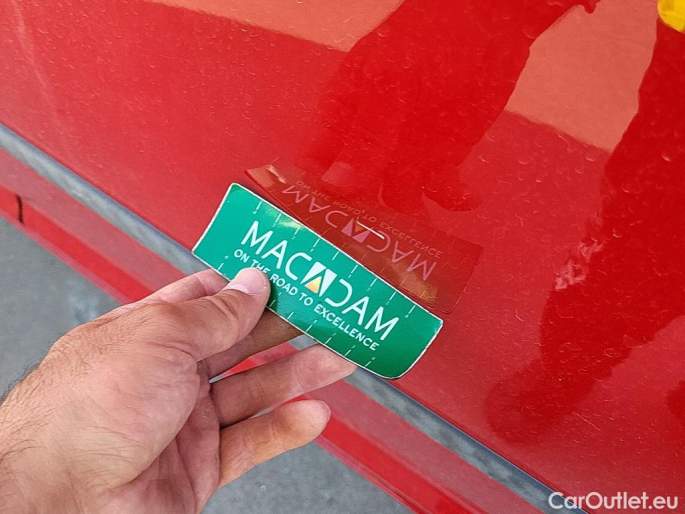 MACADAM
ON THE ROAD TO EXCELLENCE
CarOutlet.eu